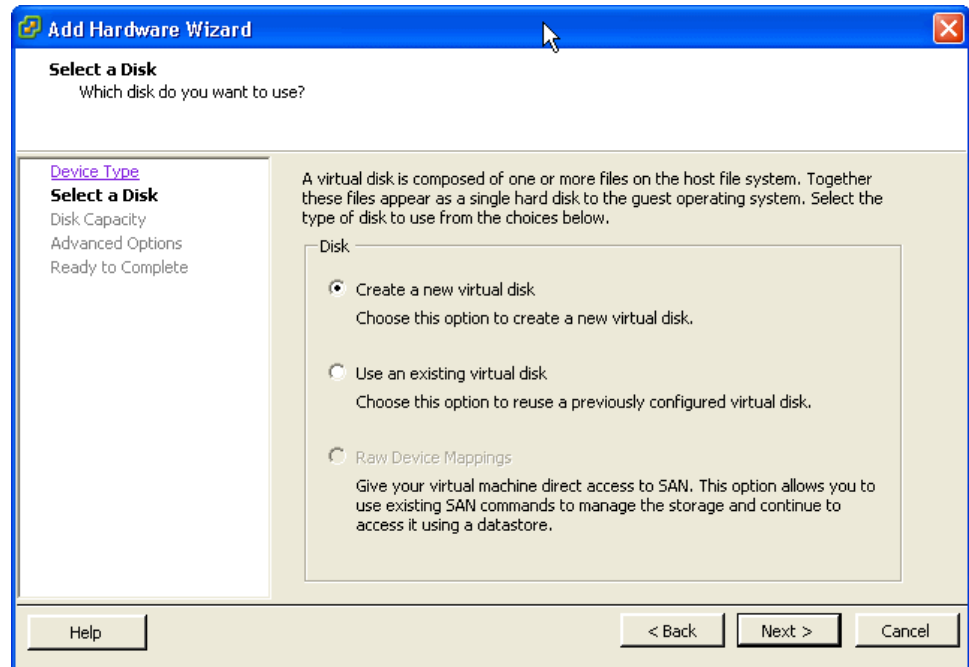 Add Hardware Wizard
Select a Disk
Which disk do you want to use?
Device Type
Select a Disk
Disk Capacity
Advanced Options
Ready to Complete
A virtual disk is composed of one or more files on the host file system. Together
these files appear as a single hard disk to the guest operating system. Select the
type of disk to use from the choices below.
Disk
Create a new virtual disk
Choose this option to create a new virtual disk.
Use an existing virtual disk
Choose this option to reuse a previously configured virtual disk.
Raw Device Mappings
Give your virtual machine direct access to SAN. This option allows you to
use existing SAN commands to manage the storage and continue to
access it using a datastore.
Help
< Back
Next >
Cancel